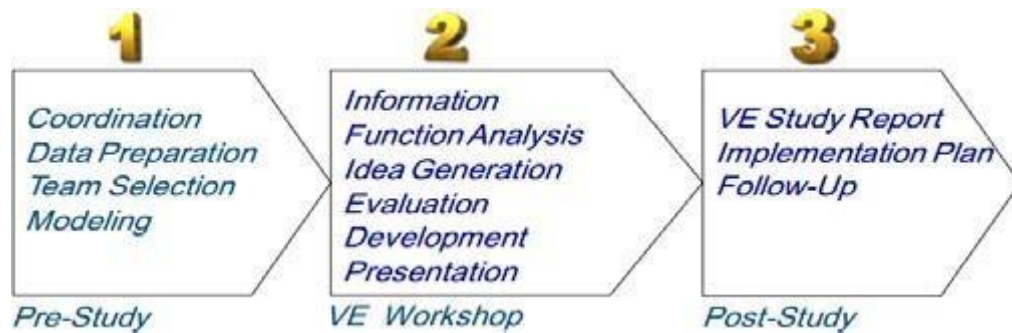 1
Coordination
Data Preparation
Team Selection
Modeling
Pre-Study
2
Information
Function Analysis
Idea Generation
Evaluation
Development
Presentation
VE Workshop
3
VE Study Report
Implementation Plan
Follow-Up
Post-Study